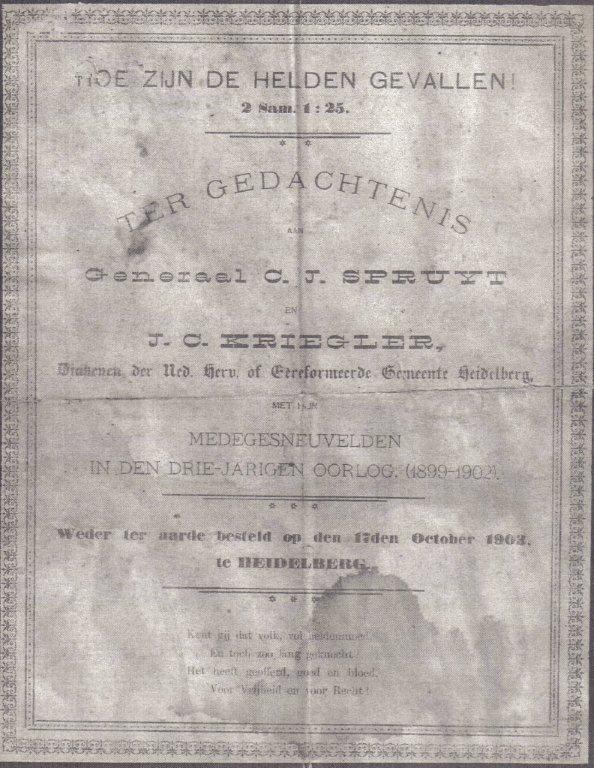 HOE ZIJN DE HELDEN GEVALLEN!
2 Sam. 1:25.
TER GEDACHTENIS
AAN
Generaal C. J. SPRUYT
EN
J. C. KRIEGLER,
Diakenen der Ned. Herv. of Gereformeerde Gemeente Heidelberg,
MET HUN
MEDEGESNEUVELDEN
IN DEN DRIE-JARIGEN OORLOG, (1899-1902).
Weder ter aarde besteld op den 17den October 1903,
te HEIDELBERG.
Kent gij dat volk, vol heldenmoed
En toch zoo lang geknecht?
Het heeft geofferd, goed en bloed,
Voor Vrijheid en voor Recht!